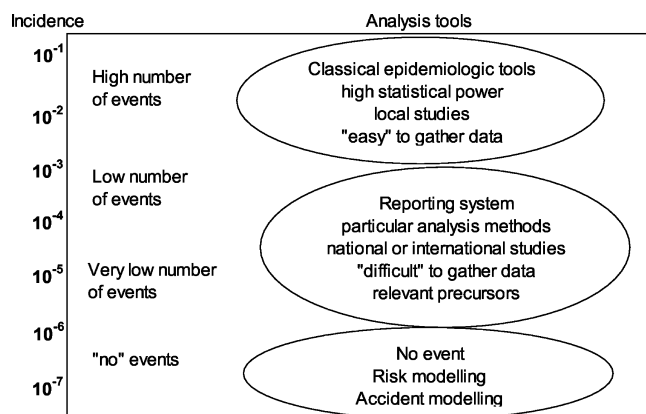 Incidence
Analysis tools
10-1
High number
of events
10-2
Classical epidemiologic tools
high statistical power
local studies
"easy" to gather data
10-3
Low number
of events
10-4
Reporting system
particular analysis methods
national or international studies
"difficult" to gather data
relevant precursors
10-5
Very low number
of events
10-6
"no" events
10-7
No event
Risk modelling
Accident modelling